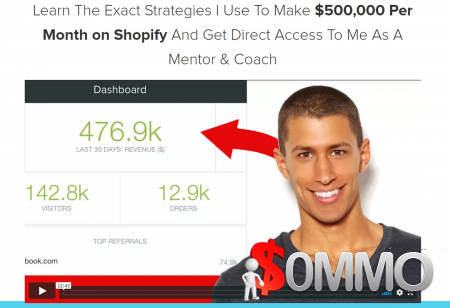 Learn The Exact Strategies I Use To Make $500,000 Per
Month on Shopify And Get Direct Access To Me As A
Mentor & Coach
Dashboard
476.9k
LAST 30 DAYS' REVENUE ($)
142.8k
VISITORS
12.9k
ORDERS
TOP REFERRALS
book.com
74.9k
12:43
$OMMO